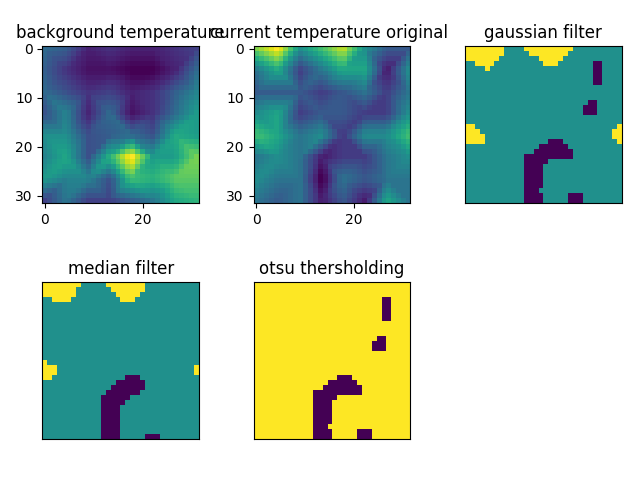 background temperature
current temperature original
gaussian filter
0
10
20
30
0
20
0
10
20
30
0
20
median filter
otsu thersholding